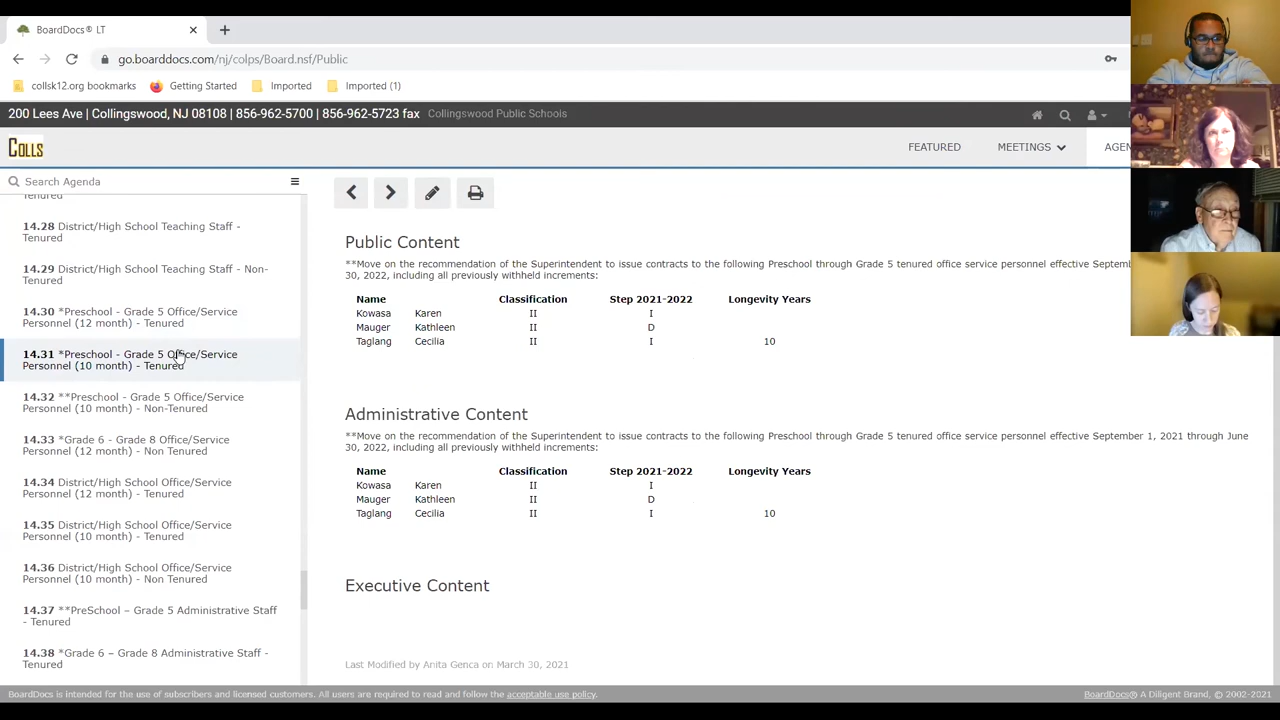 BoardDocs® LT
go.boarddocs.com/nj/colps/Board.nsf/Public
collsk12.org bookmarks
Getting Started
Imported
Imported (1)
200 Lees Ave | Collingswood, NJ 08108 | 856-962-5700 | 856-962-5723 fax
Collingswood Public Schools
COLLS
FEATURED
MEETINGS
AGEN
Search Agenda
Tenured
14.28 District/High School Teaching Staff -
Tenured
14.29 District/High School Teaching Staff - Non-
Tenured
14.30 *Preschool - Grade 5 Office/Service
Personnel (12 month) - Tenured
14.31 *Preschool - Grade 5 Office/Service
Personnel (10 month) - Tenured
14.32 **Preschool - Grade 5 Office/Service
Personnel (10 month) - Non-Tenured
14.33 *Grade 6 - Grade 8 Office/Service
Personnel (12 month) - Non Tenured
14.34 District/High School Office/Service
Personnel (12 month) - Tenured
14.35 District/High School Office/Service
Personnel (10 month) - Tenured
14.36 District/High School Office/Service
Personnel (10 month) - Non Tenured
14.37 **PreSchool – Grade 5 Administrative Staff
- Tenured
14.38 *Grade 6 – Grade 8 Administrative Staff -
Tenured
Public Content
**Move on the recommendation of the Superintendent to issue contracts to the following Preschool through Grade 5 tenured office service personnel effective Septemb
30, 2022, including all previously withheld increments:
Name Classification Step 2021-2022 Longevity Years
Kowasa Karen II I
Mauger Kathleen II D
Taglang Cecilia II I 10
Administrative Content
**Move on the recommendation of the Superintendent to issue contracts to the following Preschool through Grade 5 tenured office service personnel effective September 1, 2021 through June
30, 2022, including all previously withheld increments:
Name Classification Step 2021-2022 Longevity Years
Kowasa Karen II I
Mauger Kathleen II D
Taglang Cecilia II I 10
Executive Content
Last Modified by Anita Genca on March 30, 2021
BoardDocs is intended for the use of subscribers and licensed customers. All users are required to read and follow the acceptable use policy.
BoardDocs® A Diligent Brand, © 2002-2021